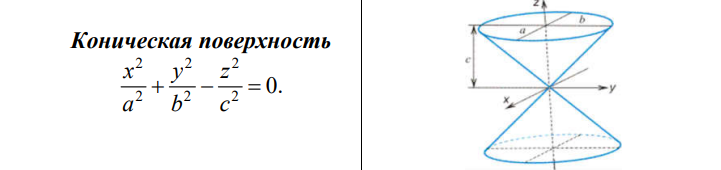 Коническая поверхность
x²/a² + y²/b² − z²/c² = 0.
z
a
b
c
x
y